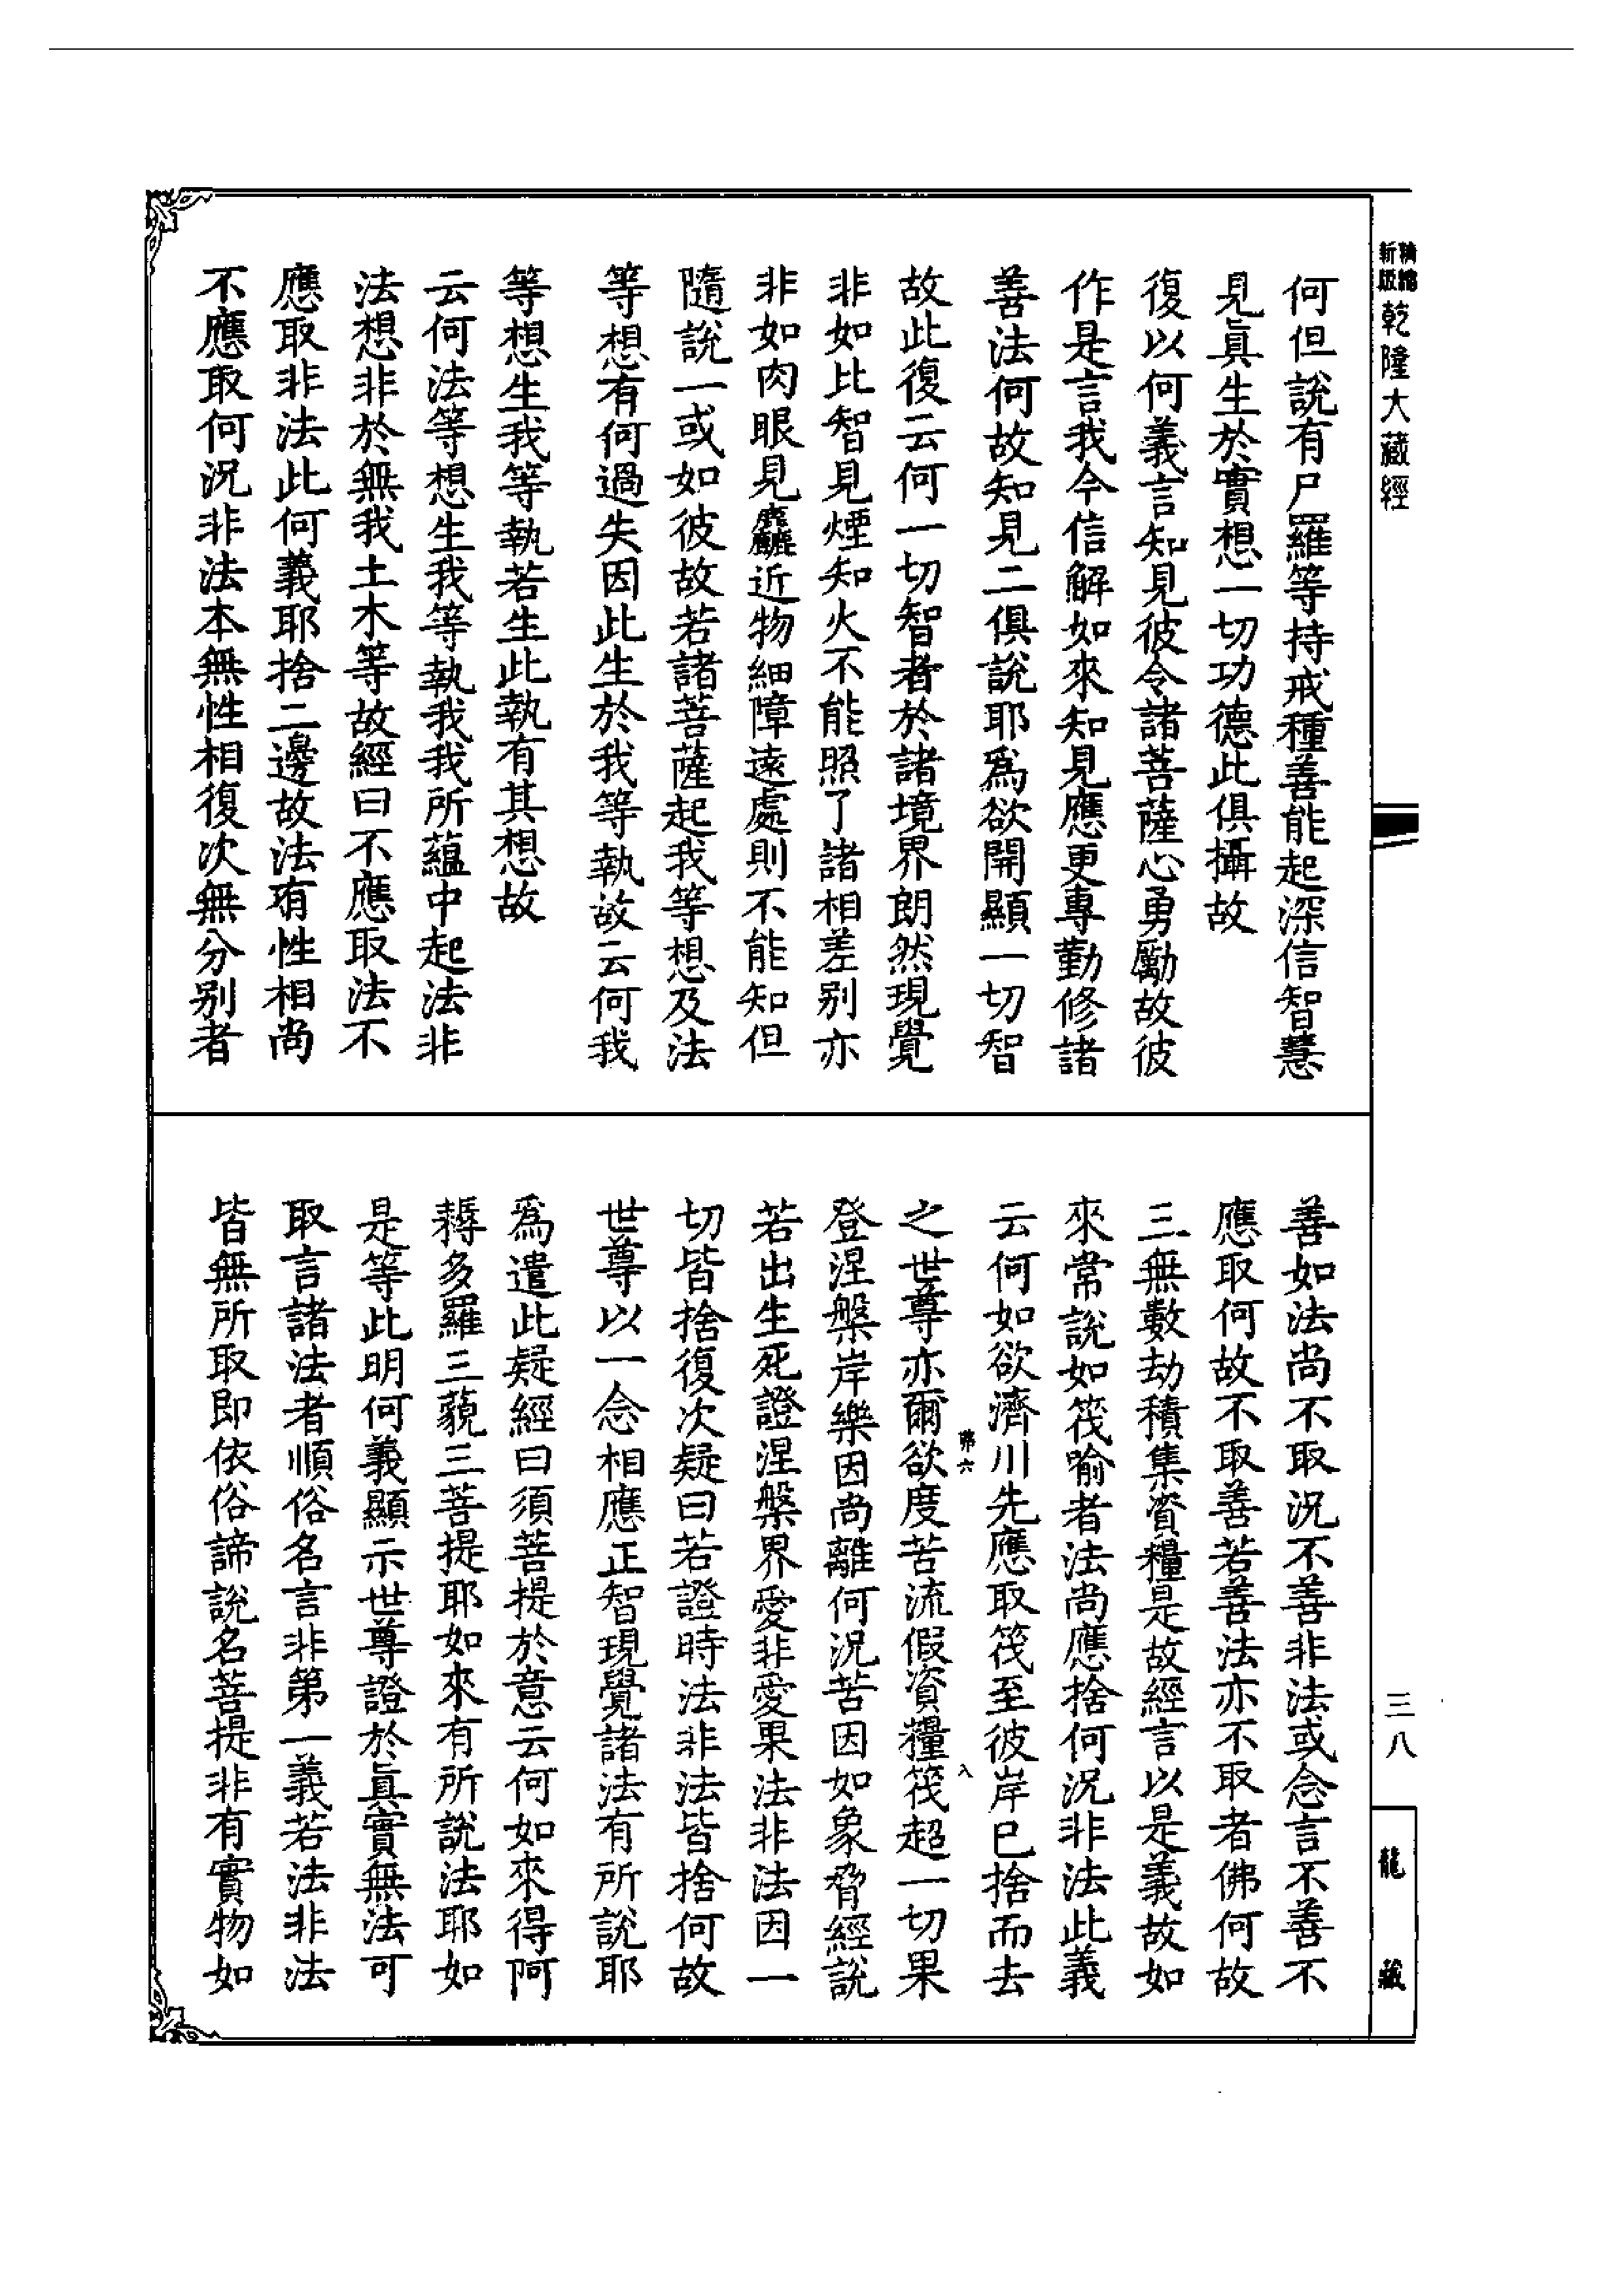 新編縮版
乾隆大藏經
何但說有尸羅等持戒種善能起深信智慧
見眞生於實想一切功德此俱攝故
復以何義言知見彼令諸菩薩心勇勵故彼
作是言我今信解如來知見應更專勤修諸
善法何故知見二俱說耶爲欲開顯一切智
故此復云何一切智者於諸境界朗然現覺
非如比智見煙知火不能照了諸相差别亦
非如肉眼見麤近物細障遠處則不能知但
隨說一或如彼故若諸菩薩起我等想及法
等想有何過失因此生於我等執故云何我
等想生我等執若生此執有其想故
云何法等想生我等執我我所蘊中起法非
法想非於無我土木等故經曰不應取法不
應取非法此何義耶捨二邊故法有性相尚
不應取何況非法本無性相復次無分别者
善如法尚不取況不善非法或念言不善不
應取何故不取善若善法亦不取者佛何故
三無數劫積集資糧是故經言以是義故如
來常說如筏喻者法尚應捨何況非法此義
云何如欲濟川先應取筏至彼岸已捨而去
之世尊亦爾欲度苦流假資糧筏超一切果
登涅槃岸樂因尚離何況苦因如象脅經說
若出生死證涅槃界愛非愛果法非法因一
切皆捨復次疑曰若證時法非法皆捨何故
世尊以一念相應正智現覺諸法有所說耶
爲遣此疑經曰須菩提於意云何如來得阿
耨多羅三藐三菩提耶如來有所說法耶如
是等此明何義顯示世尊證於眞實無法可
取言諸法者順俗名言非第一義若法非法
皆無所取即依俗諦說名菩提非有實物如
第六
入
三八
龍藏